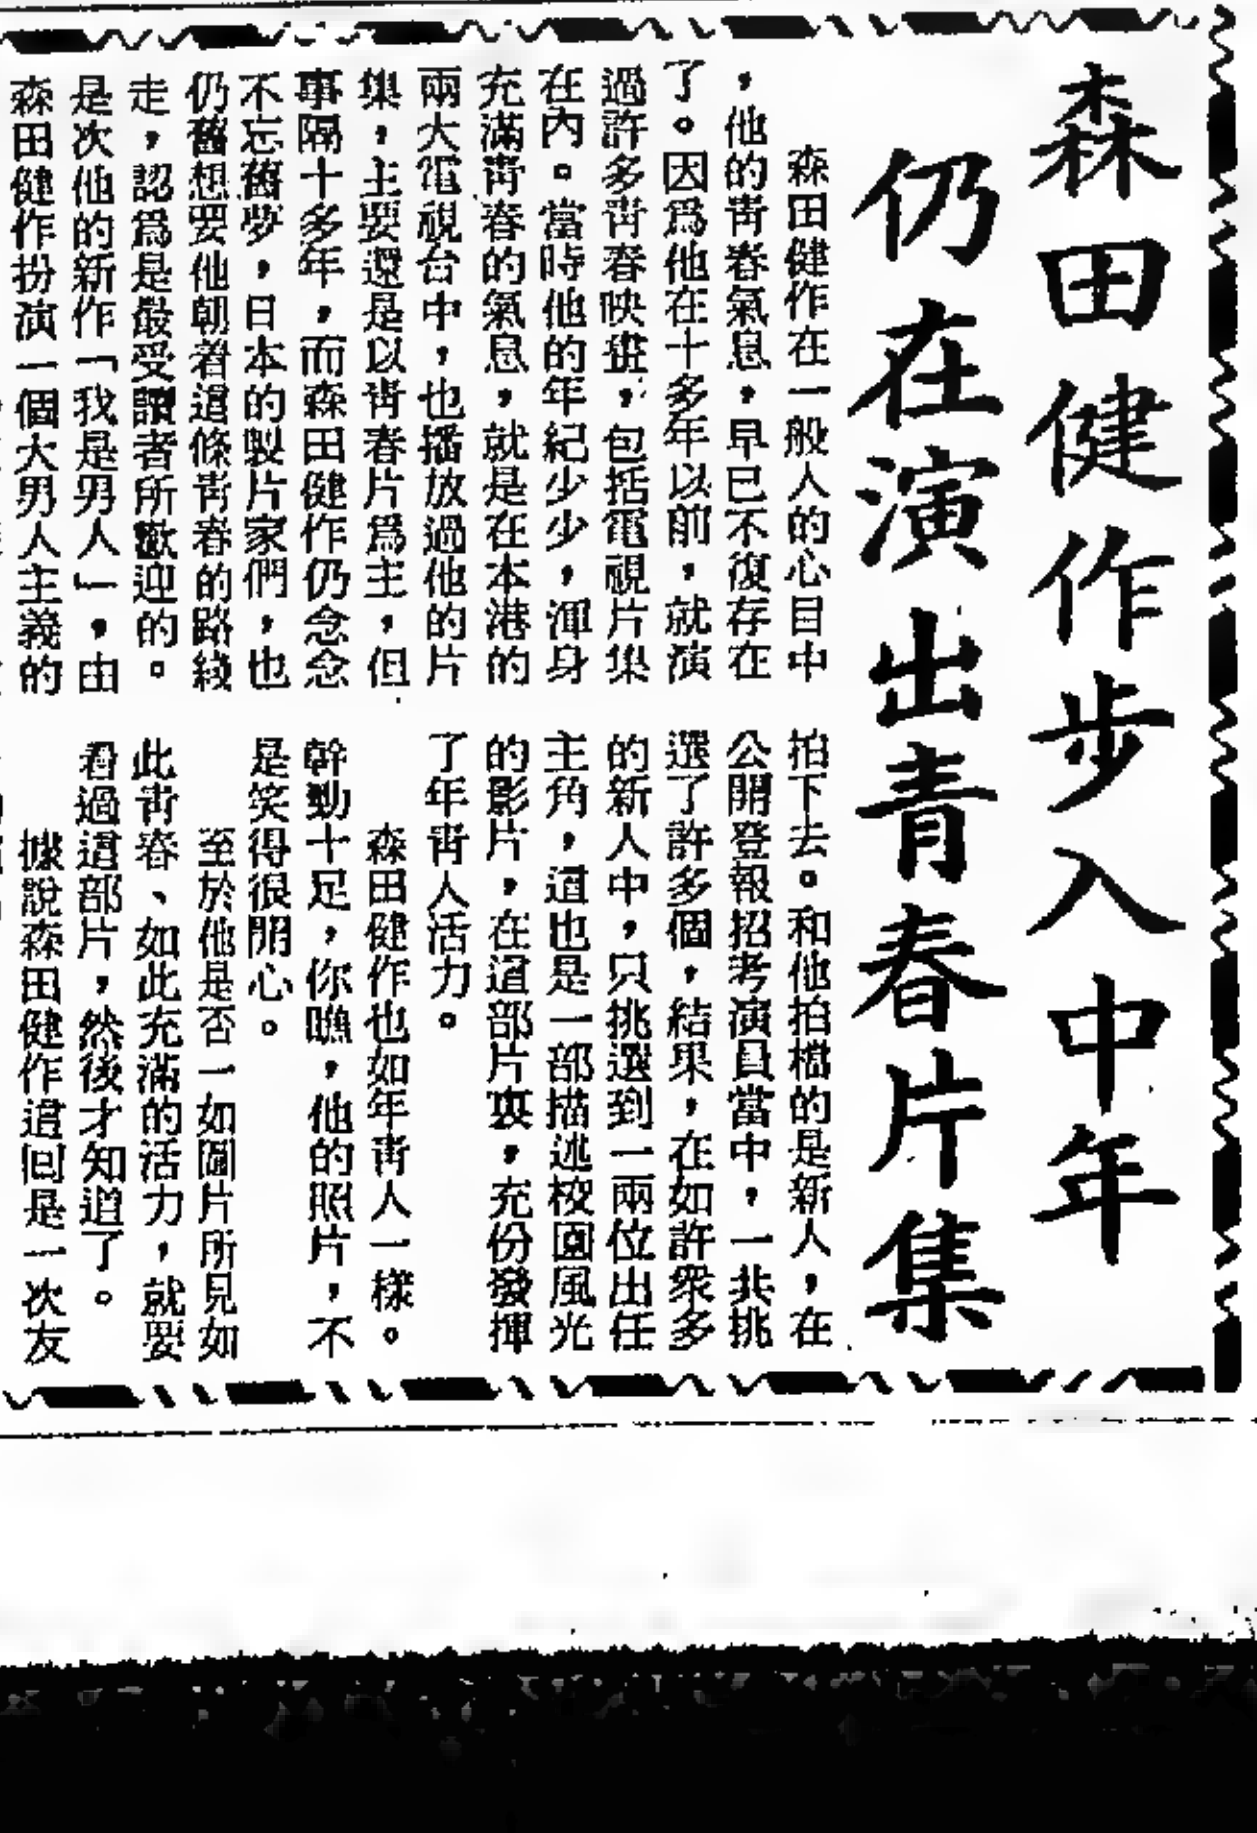 森田健作步入中年
仍在演出青春片集
森田健作在一般人的心目中
，他的靑春氣息，早已不復存在
了。因爲他在十多年以前，就演
過許多靑春映畫，包括電視片集
在內。當時他的年紀少少，渾身
充滿靑春的氣息，就是在本港的
兩大電視台中，也播放過他的片
集，主要還是以靑春片爲主，但
事隔十多年，而森田健作仍念念
不忘舊夢，日本的製片家們，也
仍舊想要他朝着這條靑春的路綫
走，認爲是最受讀者所歡迎的。
是次他的新作「我是男人」，由
森田健作扮演一個大男人主義的
拍下去。和他拍檔的是新人，在
公開登報招考演員當中，一共挑
選了許多個，結果，在如許衆多
的新人中，只挑選到一兩位出任
主角，這也是一部描述校園風光
的影片，在這部片裏，充份發揮
了年靑人活力。
森田健作也如年靑人一樣。
幹勁十足，你瞧，他的照片，不
是笑得很開心。
至於他是否一如圖片所見如
此靑春、如此充滿的活力，就要
看過這部片，然後才知道了。
據說森田健作這回是一次友